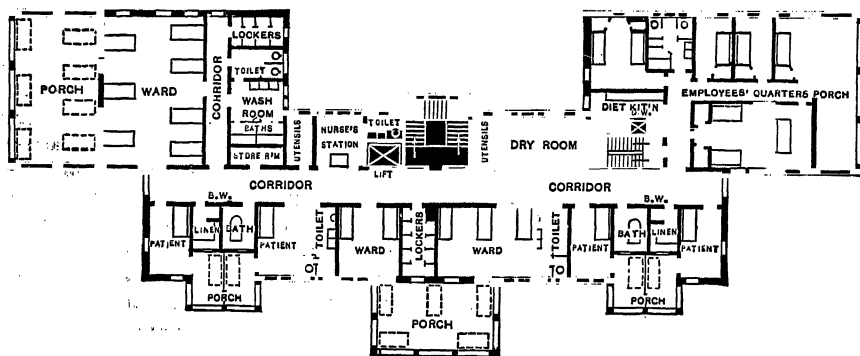 LOCKERS
TOILET
PORCH
WARD
CORRIDOR
WASH ROOM
BATHS
STORE R'M
UTENSILS
NURSE'S STATION
TOILET
LIFT
UTENSILS
DRY ROOM
DIET KIT'N
D.W.
EMPLOYEES' QUARTERS
PORCH
CORRIDOR
CORRIDOR
B.W.
B.W.
PATIENT
LINEN
BATH
PATIENT
TOILET
WARD
LOCKERS
WARD
TOILET
PATIENT
BATH
LINEN
PATIENT
PORCH
PORCH
PORCH